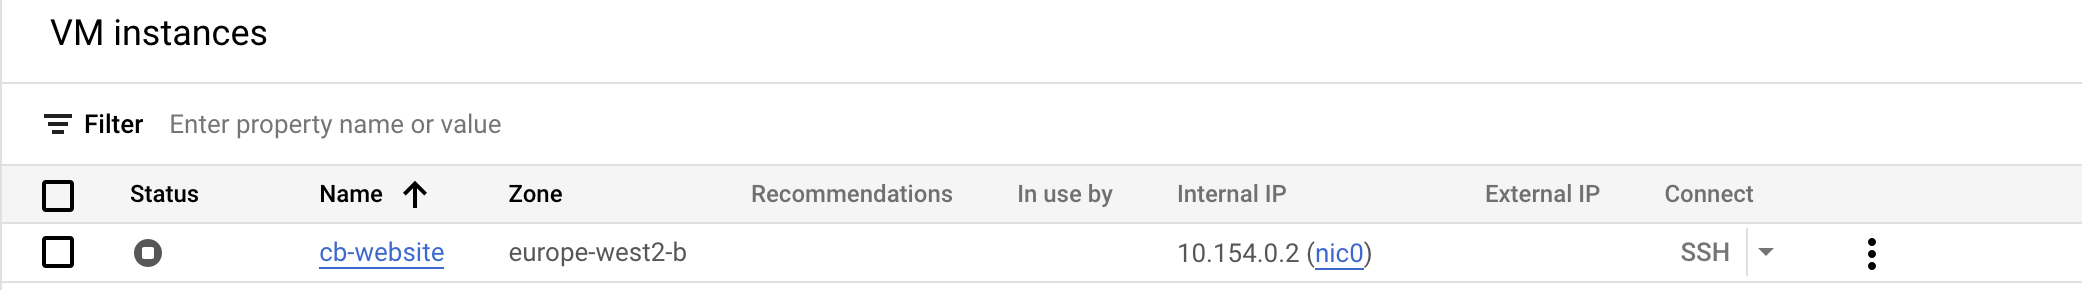 VM instances
Filter Enter property name or value
Status Name Zone Recommendations In use by Internal IP External IP Connect
cb-website europe-west2-b 10.154.0.2 (nic0) SSH